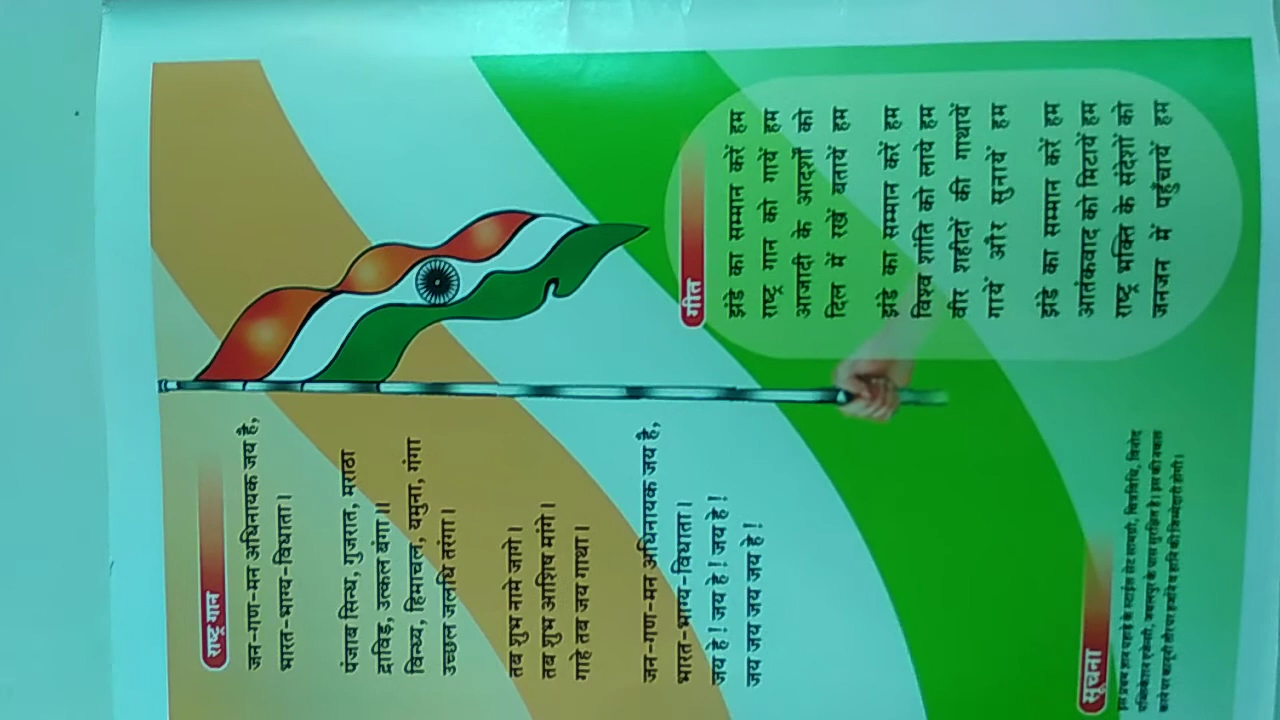 राष्ट्र गान
जन-गण-मन अधिनायक जय है,
भारत-भाग्य-विधाता।
पंजाब सिन्ध, गुजरात, मराठा
द्राविड़, उत्कल बंगा॥
विन्ध्य, हिमाचल, यमुना, गंगा
उच्छल जलधि तरंगा।
तव शुभ नामे जागे।
तव शुभ आशिष मांगे।
गाहे तव जय गाथा।
जन-गण-मन अधिनायक जय है,
भारत-भाग्य-विधाता।
जय हे! जय हे! जय हे!
जय जय जय जय हे!
गीत
झंडे का सम्मान करें हम
राष्ट्र गान को गायें हम
आजादी के आदर्शों को
दिल में रखें बतायें हम
झंडे का सम्मान करें हम
विश्व शांति को लाये हम
वीर शहीदों की गाथायें
गायें और सुनायें हम
झंडे का सम्मान करें हम
आतंकवाद को मिटायें हम
राष्ट्र भक्ति के संदेशों को
जनजन में पहुँचायें हम
सूचना